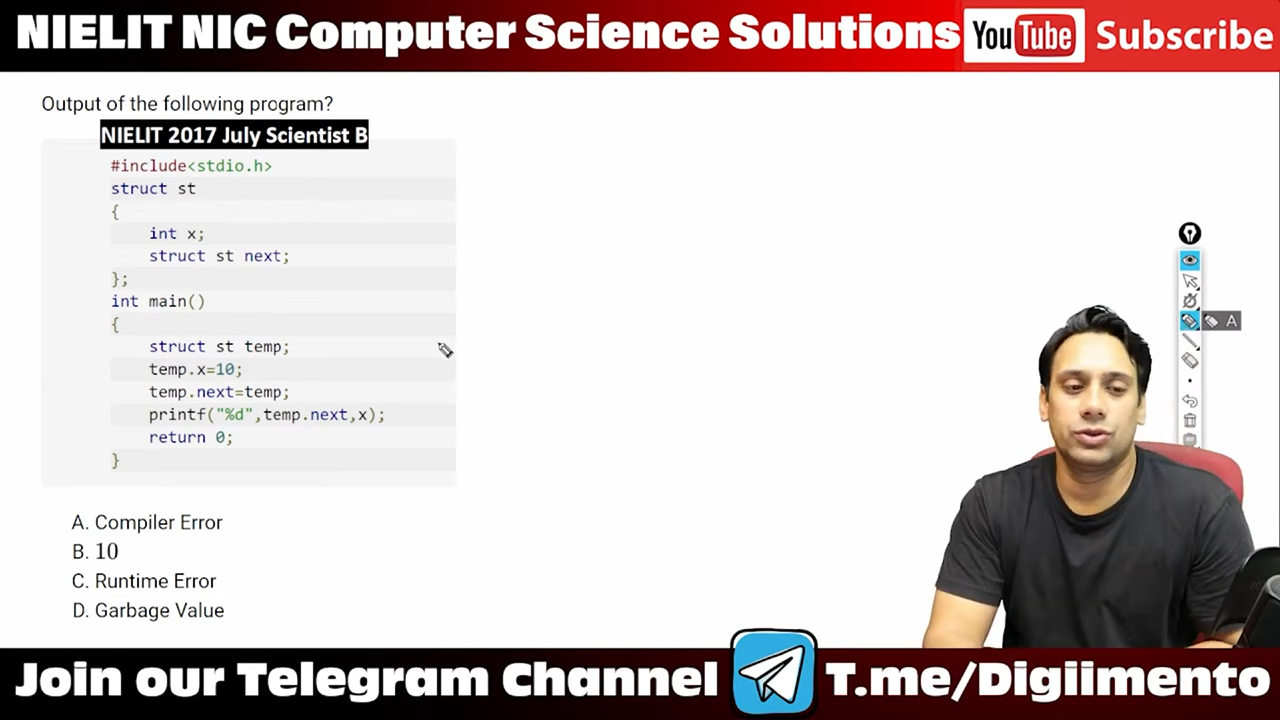 NIELIT NIC Computer Science Solutions YouTube Subscribe
Output of the following program?
NIELIT 2017 July Scientist B
#include<stdio.h>
struct st
{
int x;
struct st next;
};
int main()
{
struct st temp;
temp.x=10;
temp.next=temp;
printf("%d",temp.next,x);
return 0;
}
A. Compiler Error
B. 10
C. Runtime Error
D. Garbage Value
A
Join our Telegram Channel T.me/Digiimento